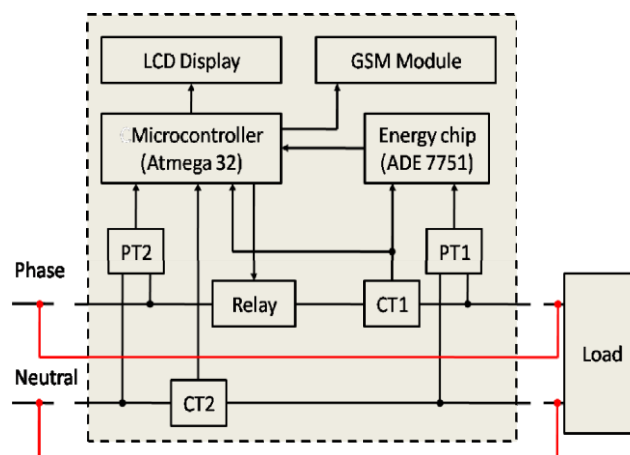 LCD Display
GSM Module
Microcontroller
(Atmega 32)
Energy chip
(ADE 7751)
PT2
PT1
Phase
Relay
CT1
Load
Neutral
CT2